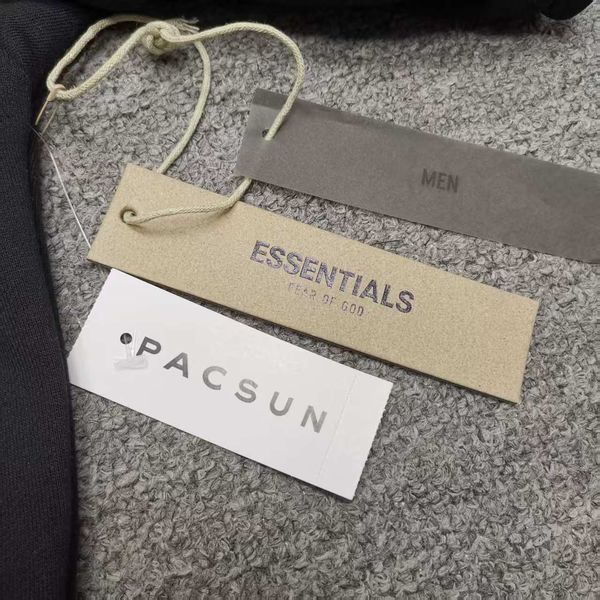 MEN
ESSENTIALS
FEAR OF GOD
PACSUN